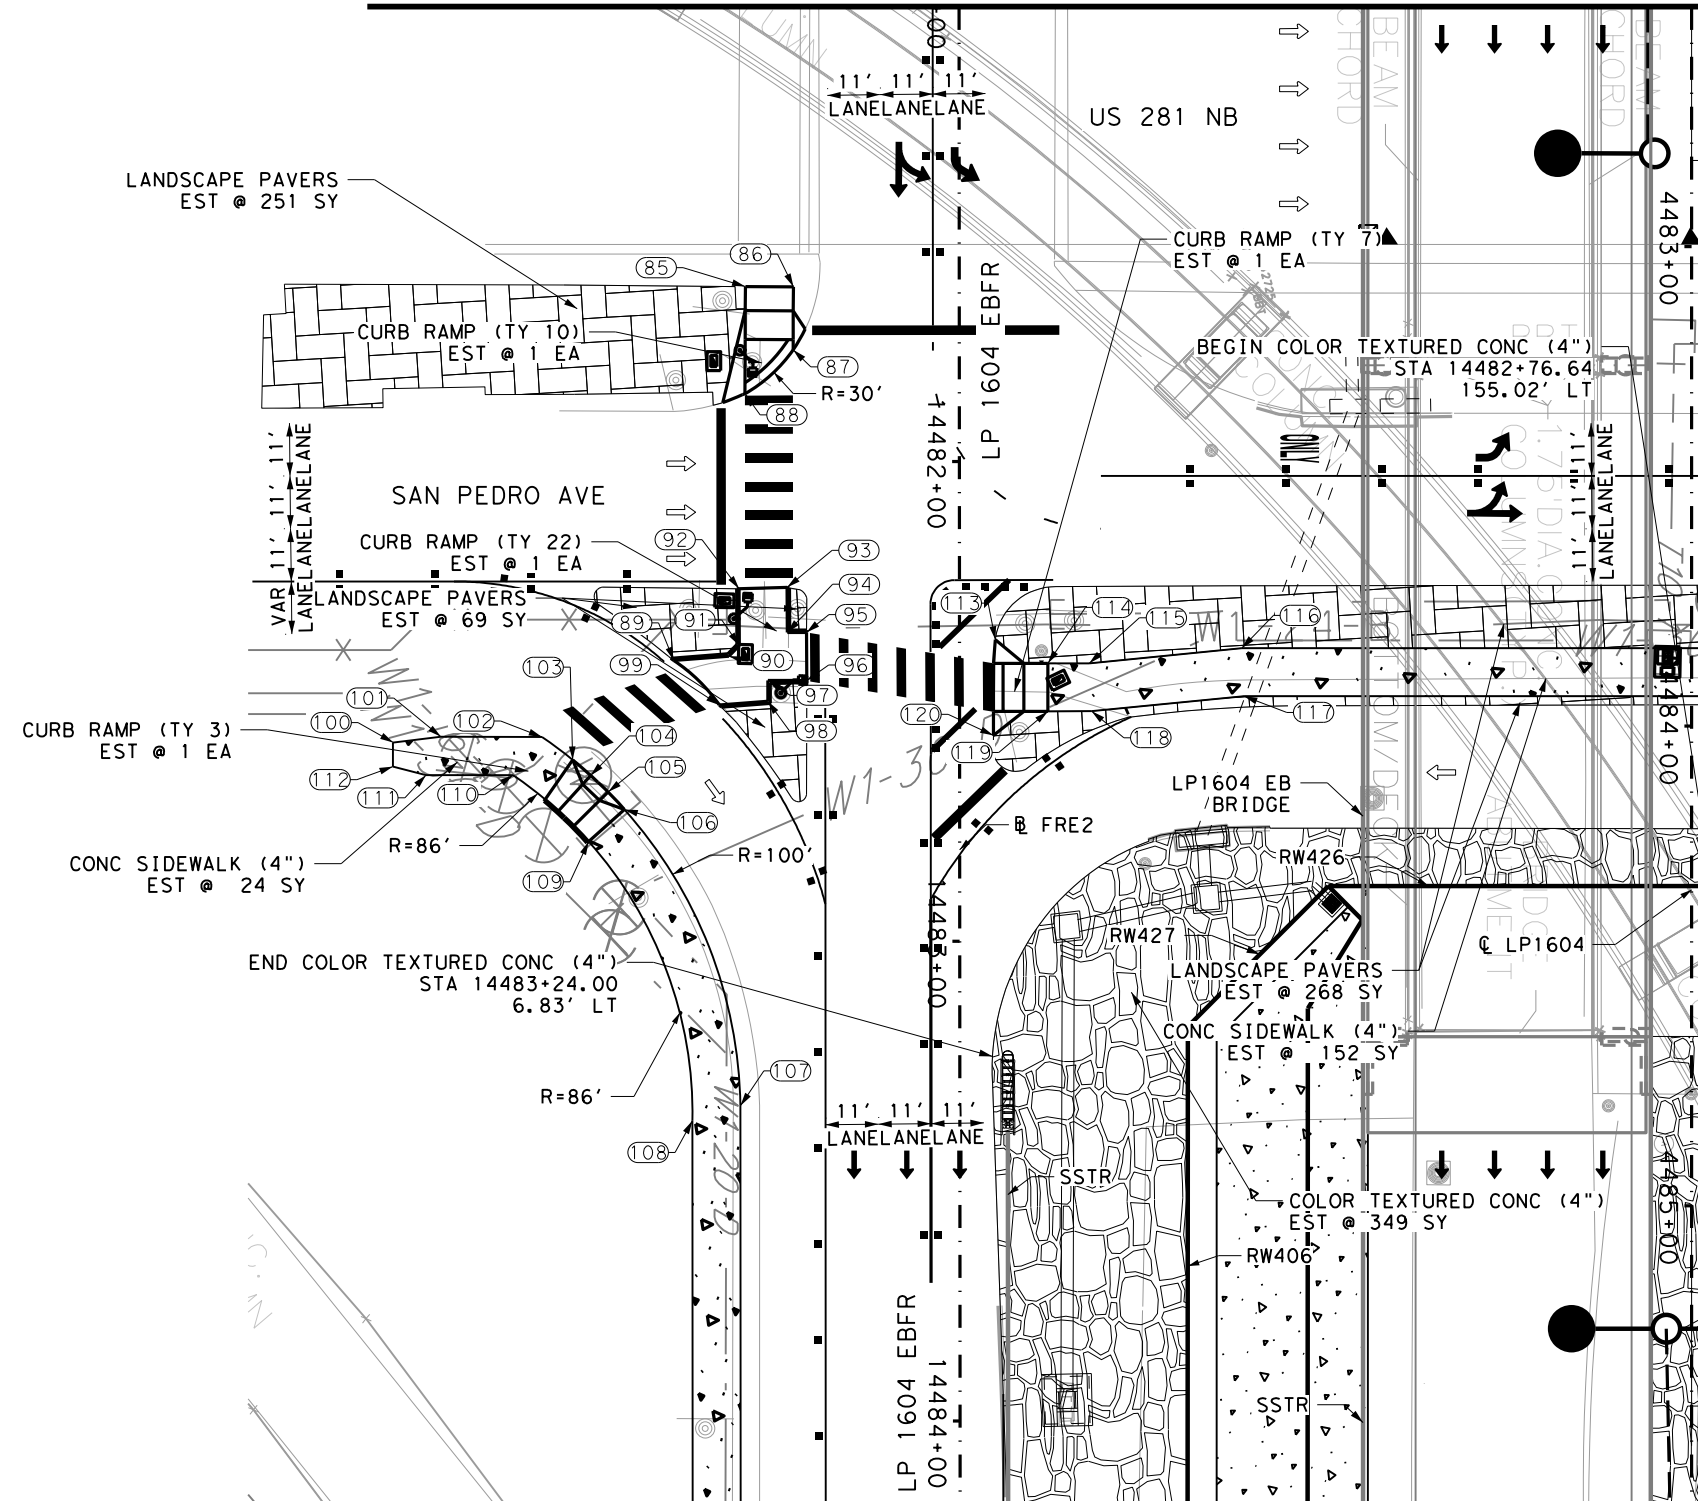 11' 11' 11'
LANE LANE LANE
US 281 NB
BEAM
CHORD
BEAM
CHORD
LANDSCAPE PAVERS
EST @ 251 SY
CURB RAMP (TY 7)
EST @ 1 EA
4483+00
86
85
CURB RAMP (TY 10)
EST @ 1 EA
87
R=30'
88
LP 1604 EBFR
14482+00
BEGIN COLOR TEXTURED CONC (4")
STA 14482+76.64
155.02' LT
ONLY
11' 11' 11'
LANE LANE LANE
VAR 11' 11' 11'
LANE LANE LANE LANE
SAN PEDRO AVE
CURB RAMP (TY 22)
EST @ 1 EA
92
93
94
95
LANDSCAPE PAVERS
EST @ 69 SY
89
91
90
96
99
97
98
113
114
115
116
117
118
119
120
103
101
100
102
104
105
106
CURB RAMP (TY 3)
EST @ 1 EA
112
111
110
109
R=86'
R=100'
CONC SIDEWALK (4")
EST @ 24 SY
4484+00
LP1604 EB
BRIDGE
℄ FRE2
RW426
RW427
℄ LP1604
14483+00
LANDSCAPE PAVERS
EST @ 268 SY
CONC SIDEWALK (4")
EST @ 152 SY
END COLOR TEXTURED CONC (4")
STA 14483+24.00
6.83' LT
R=86'
107
108
W1-20-D
11' 11' 11'
LANE LANE LANE
SSTR
COLOR TEXTURED CONC (4")
EST @ 349 SY
4485+00
RW406
LP 1604 EBFR
14484+00
SSTR